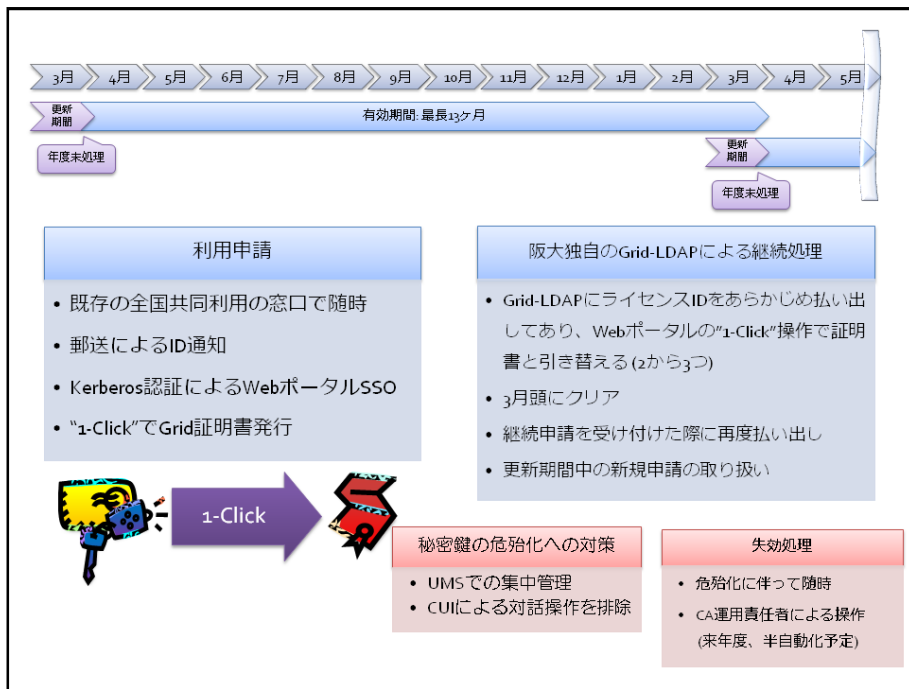 3月 4月 5月 6月 7月 8月 9月 10月 11月 12月 1月 2月 3月 4月 5月
更新
期間
有効期間: 最長13ヶ月
年度末処理
更新
期間
年度末処理
利用申請
• 既存の全国共同利用の窓口で随時
• 郵送によるID通知
• Kerberos認証によるWebポータルSSO
• “1-Click”でGrid証明書発行
阪大独自のGrid-LDAPによる継続処理
• Grid-LDAPにライセンスIDをあらかじめ払い出
してあり、Webポータルの”1-Click”操作で証明
書と引き替える (2から3つ)
• 3月頭にクリア
• 継続申請を受け付けた際に再度払い出し
• 更新期間中の新規申請の取り扱い
1-Click
秘密鍵の危殆化への対策
• UMSでの集中管理
• CUIによる対話操作を排除
失効処理
• 危殆化に伴って随時
• CA運用責任者による操作
(来年度、半自動化予定)